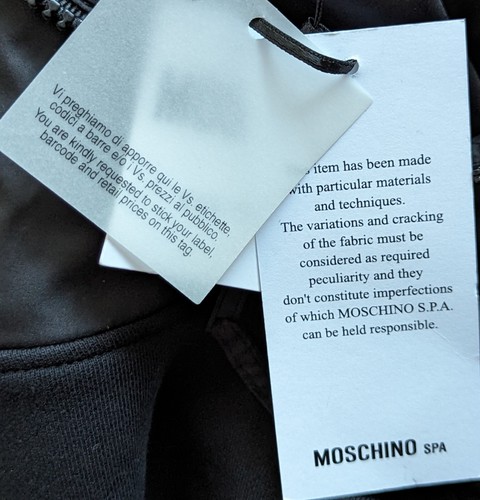 Vi preghiamo di apporre qui le Vs. etichette,
codici a barre e/o i Vs. prezzi al pubblico.
You are kindly requested to stick your label,
barcode and retail prices on this tag.
item has been made
with particular materials
and techniques.
The variations and cracking
of the fabric must be
considered as required
peculiarity and they
don't constitute imperfections
of which MOSCHINO S.P.A.
can be held responsible.
MOSCHINO SPA